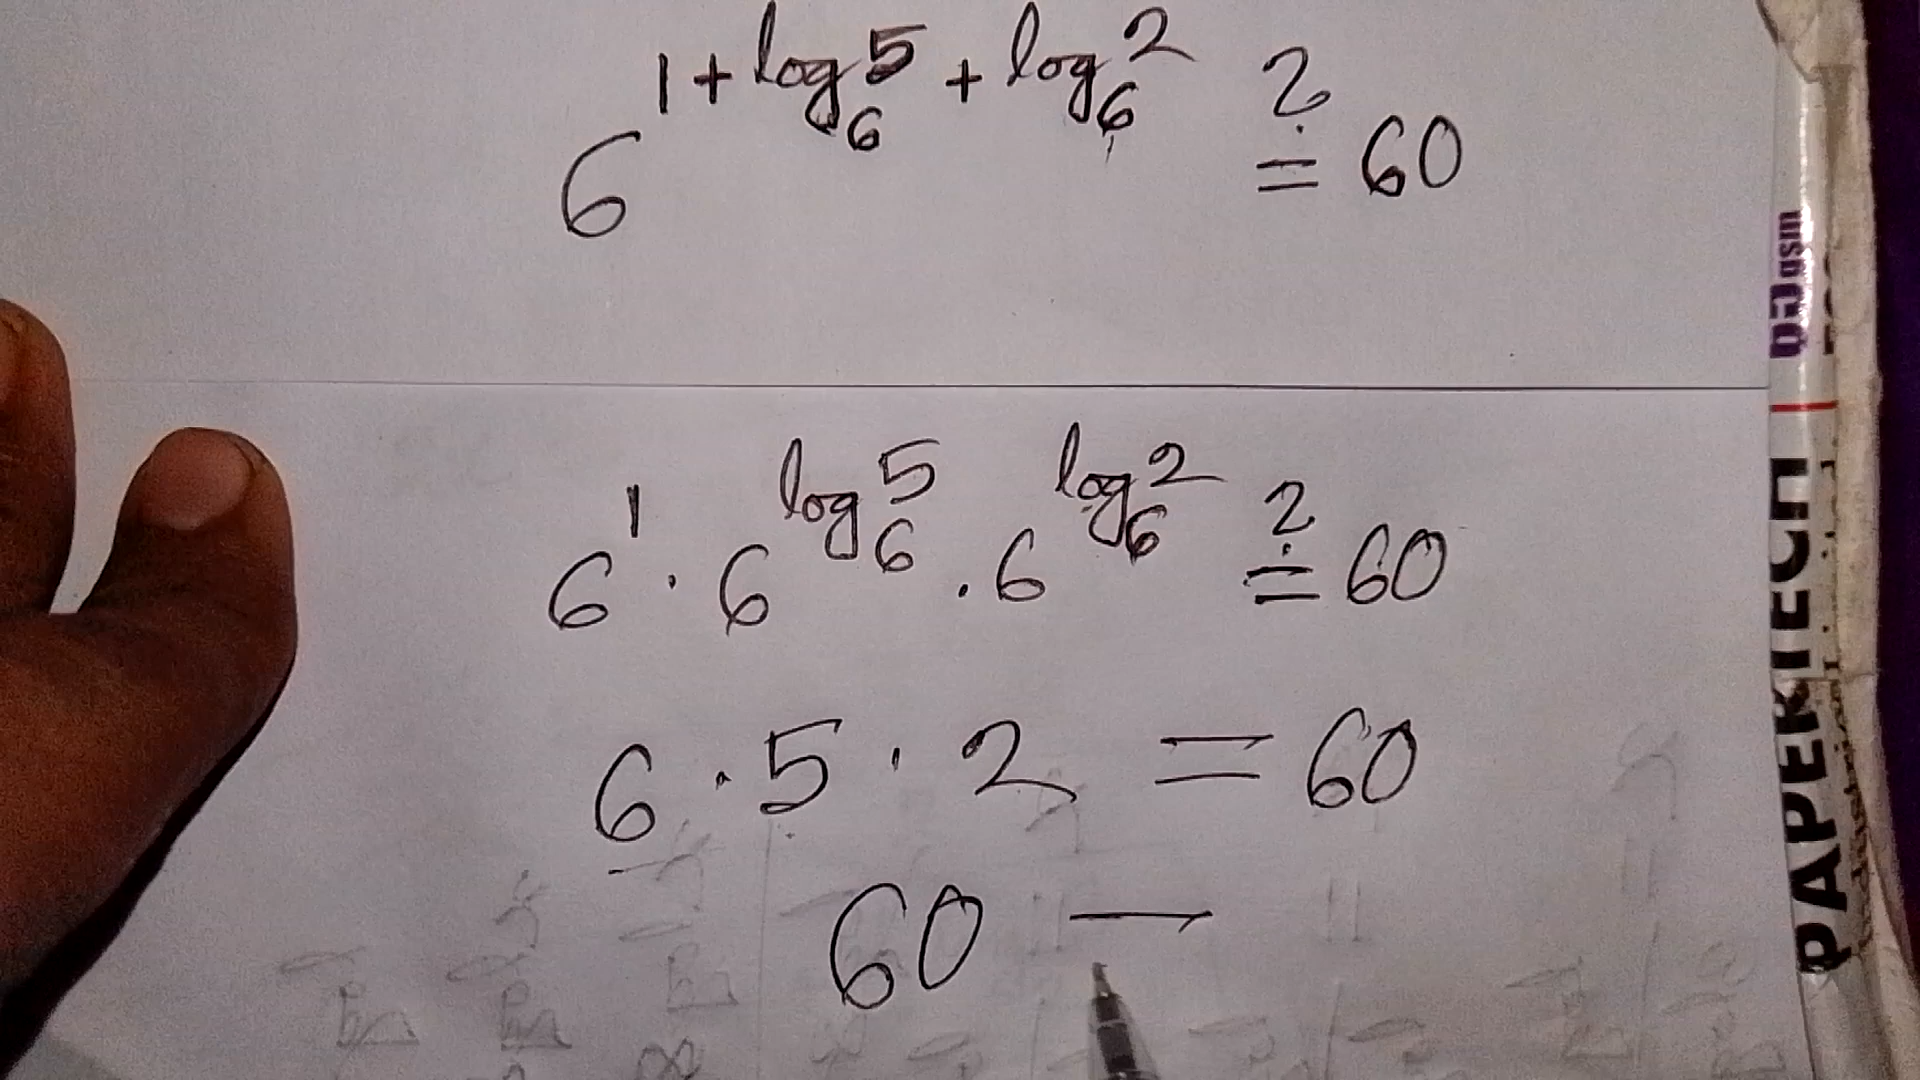 6^{1+log_6 5 + log_6 2} ?= 60
6^1 . 6^{log_6 5} . 6^{log_6 2} ?= 60
6 . 5 . 2 = 60
60 —
PAPERTECH